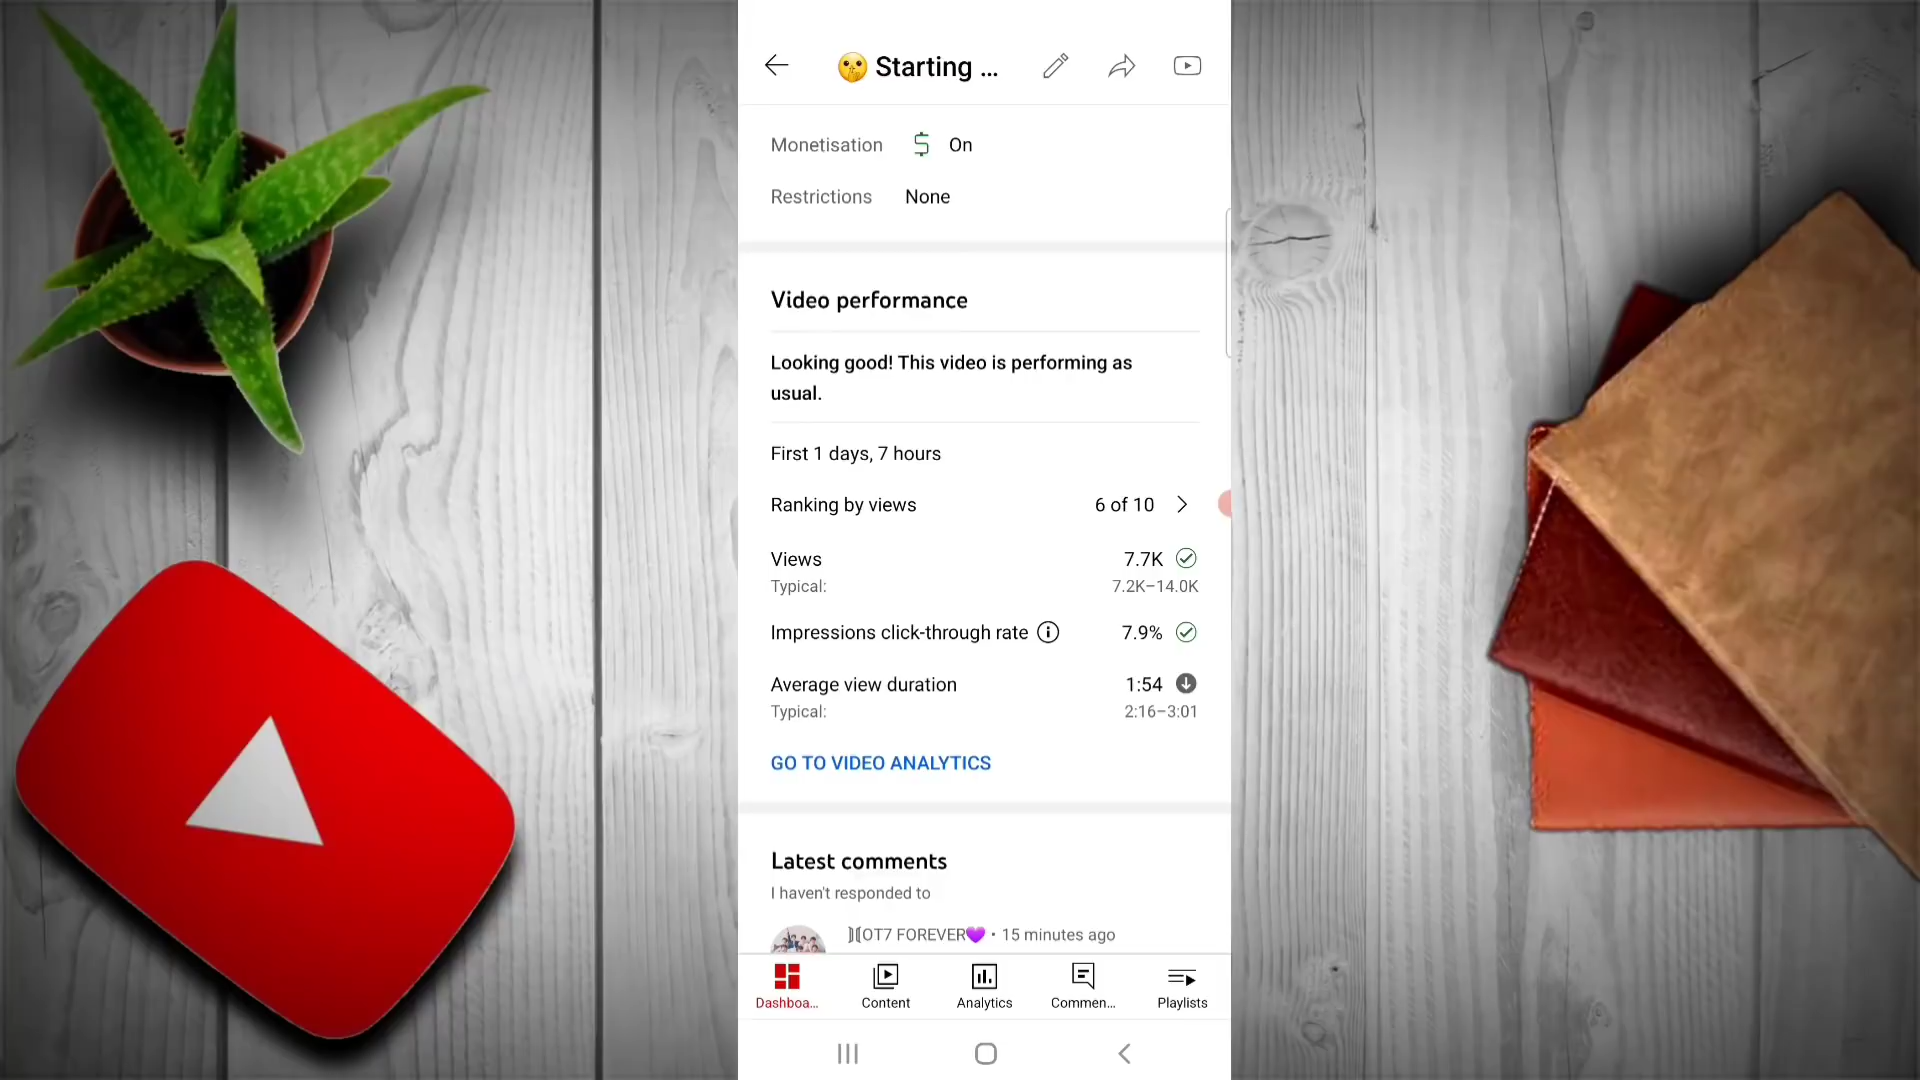 🤫 Starting ...
Monetisation $ On
Restrictions None
Video performance
Looking good! This video is performing as
usual.
First 1 days, 7 hours
Ranking by views 6 of 10
Views 7.7K
Typical: 7.2K–14.0K
Impressions click-through rate 7.9%
Average view duration 1:54
Typical: 2:16–3:01
GO TO VIDEO ANALYTICS
Latest comments
I haven't responded to
OT7 FOREVER💜 • 15 minutes ago
Dashboa... Content Analytics Commen... Playlists